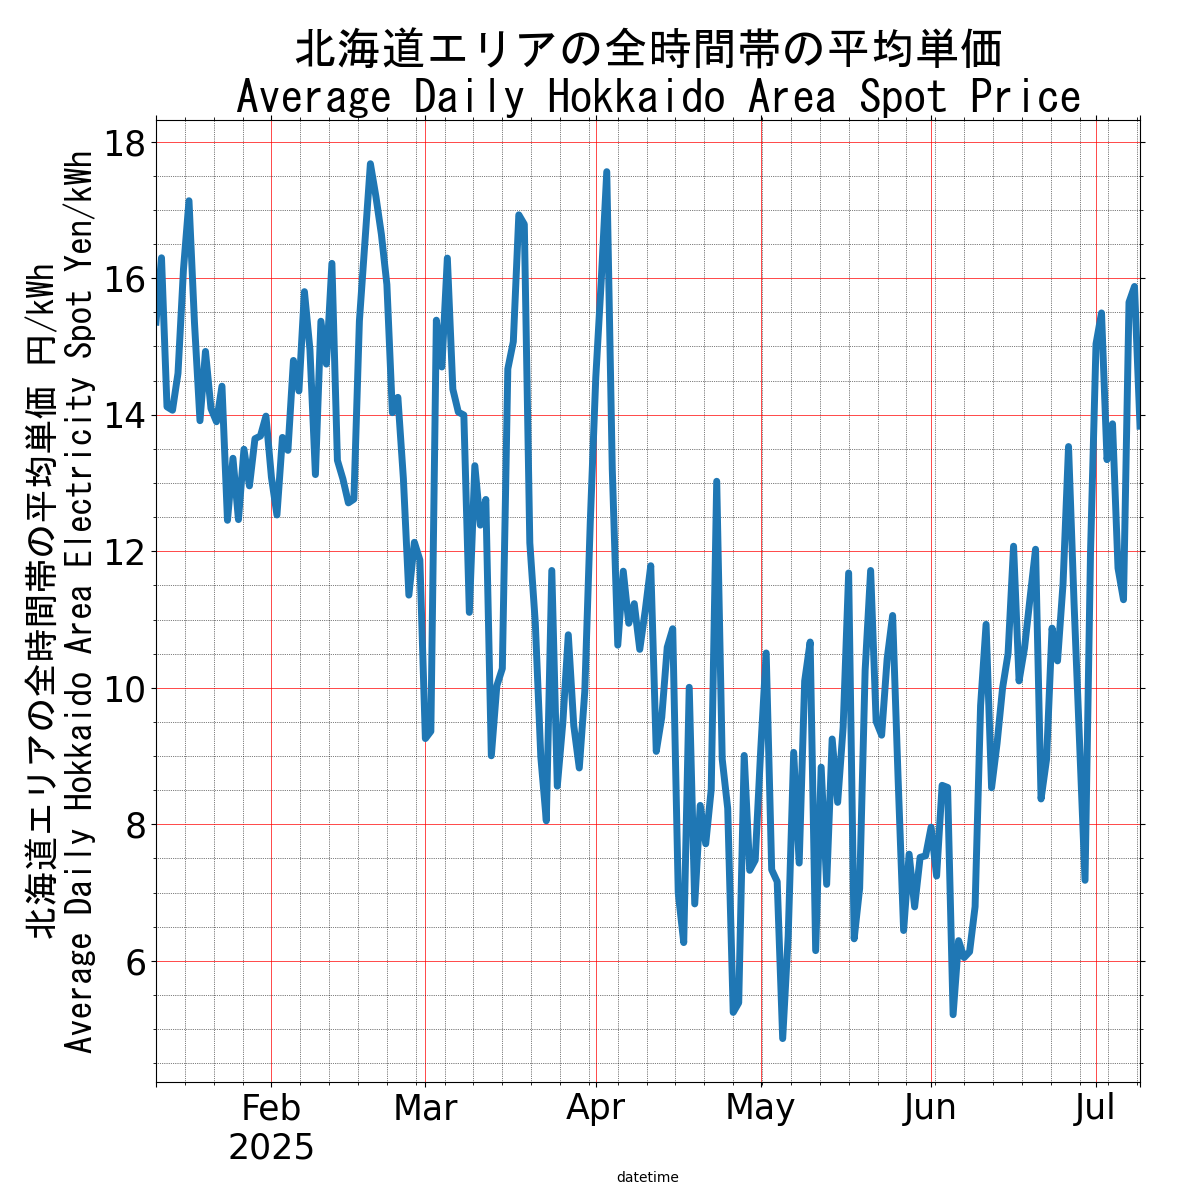 北海道エリアの全時間帯の平均単価
Average Daily Hokkaido Area Spot Price
北海道エリアの全時間帯の平均単価 円/kWh
Average Daily Hokkaido Area Electricity Spot Yen/kWh
18
16
14
12
10
8
6
Feb
2025
Mar
Apr
May
Jun
Jul
datetime